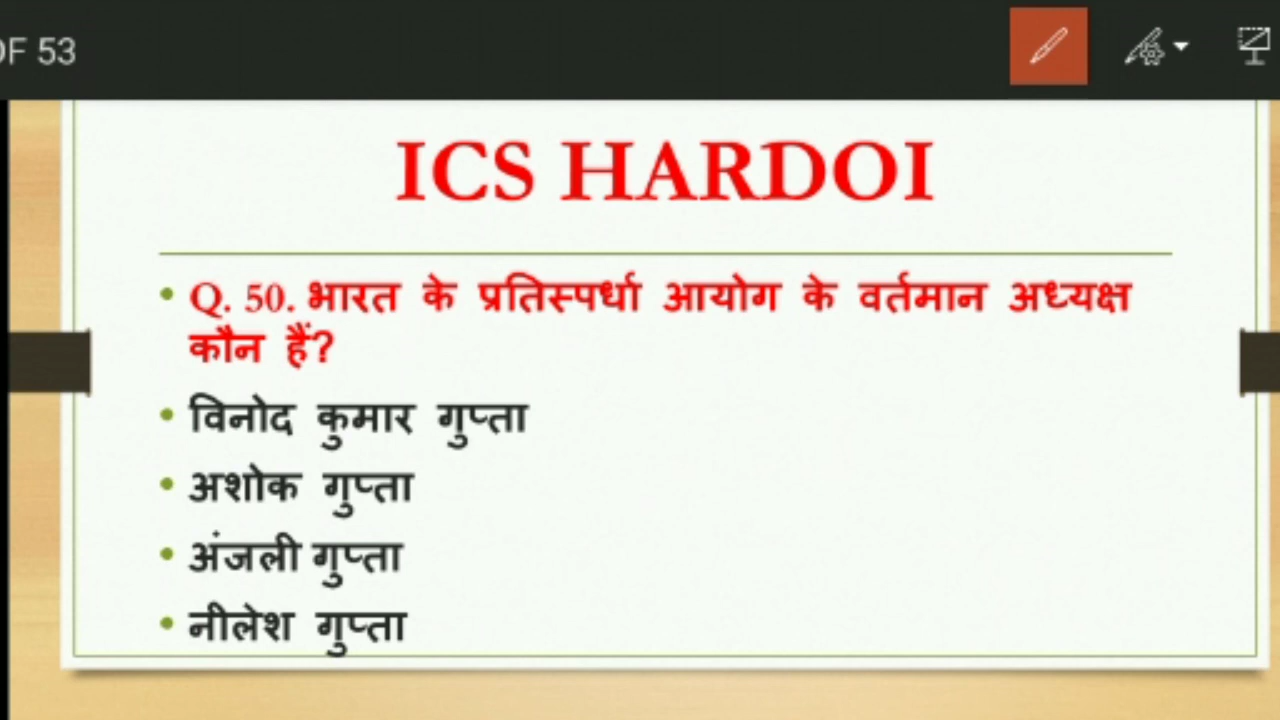 OF 53
ICS HARDOI
Q. 50. भारत के प्रतिस्पर्धा आयोग के वर्तमान अध्यक्ष
कौन हैं?
विनोद कुमार गुप्ता
अशोक गुप्ता
अंजली गुप्ता
नीलेश गुप्ता